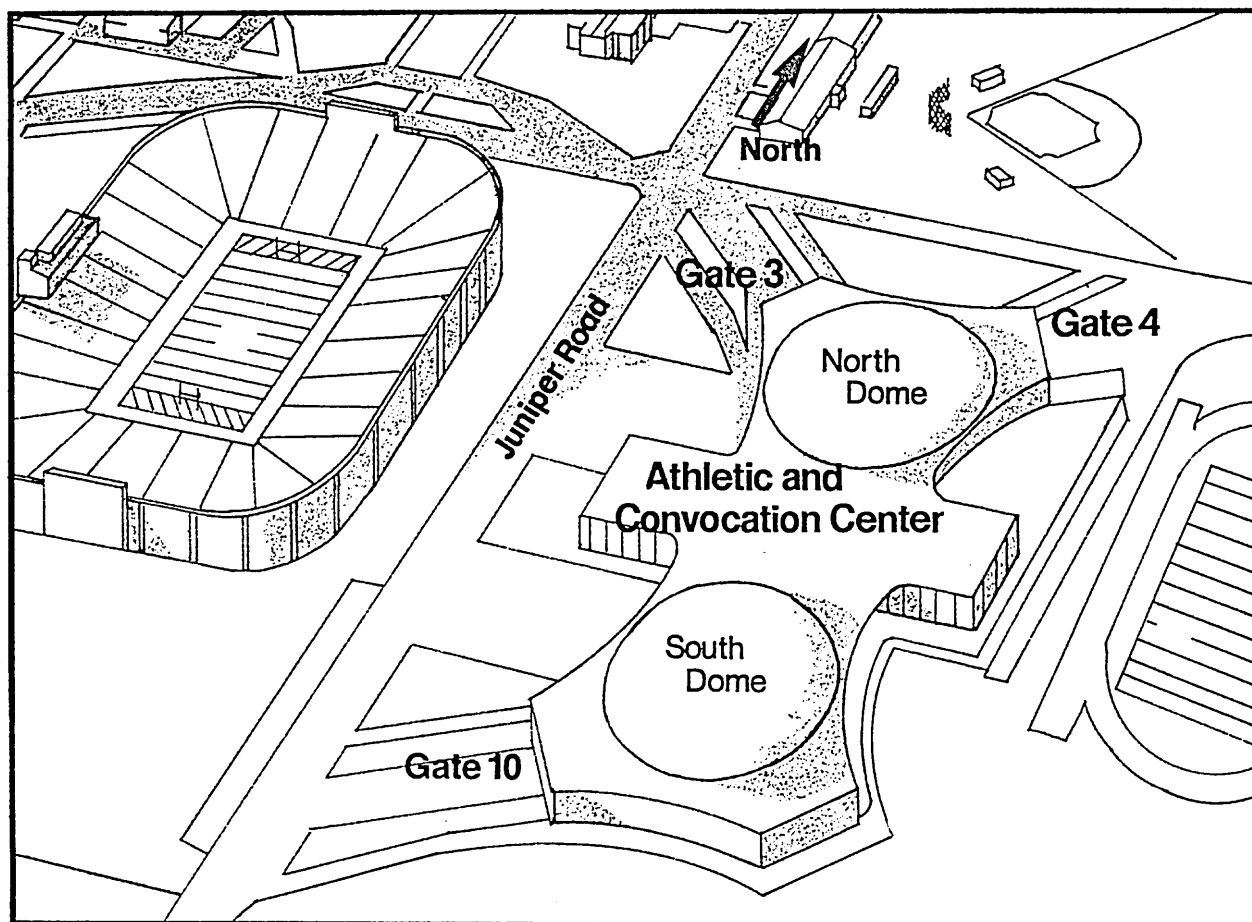 North
Gate 3
Gate 4
Juniper Road
North
Dome
Athletic and
Convocation Center
South
Dome
Gate 10